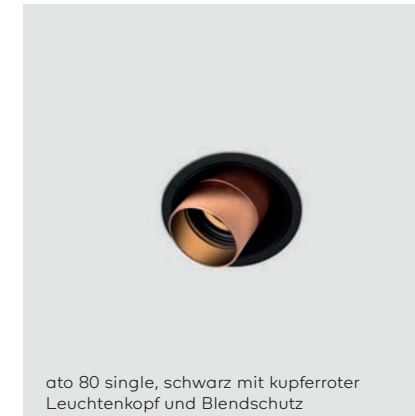 ato 80 single, schwarz mit kupferroter
Leuchtenkopf und Blendschutz